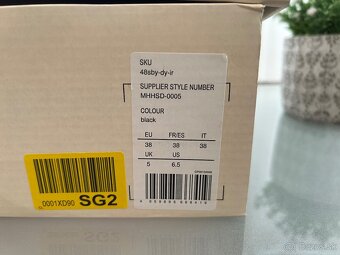 SKU
48sby-dy-ir
SUPPLIER STYLE NUMBER
MHHSD-0005
COLOUR
black
EU FR/ES IT
38 38 38
UK US
5 6.5
0001XD90 SG2